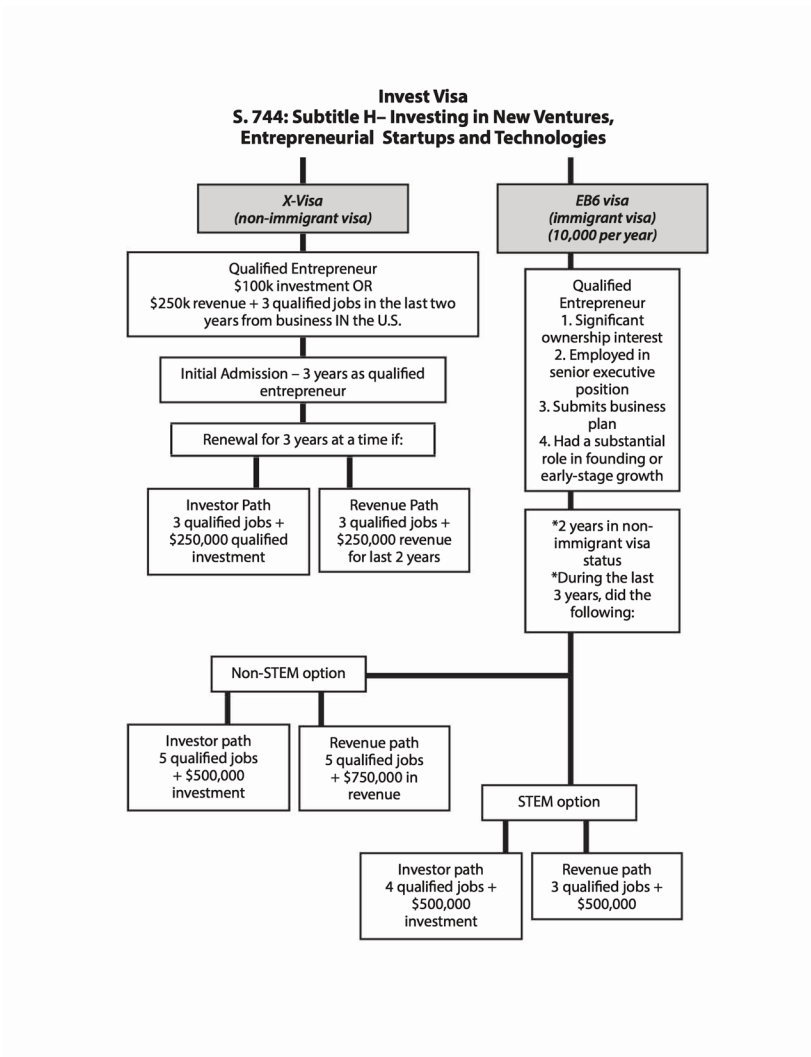 Invest Visa
S. 744: Subtitle H– Investing in New Ventures,
Entrepreneurial Startups and Technologies
X-Visa
(non-immigrant visa)
Qualified Entrepreneur
$100k investment OR
$250k revenue + 3 qualified jobs in the last two
years from business IN the U.S.
Initial Admission – 3 years as qualified
entrepreneur
Renewal for 3 years at a time if:
Investor Path
3 qualified jobs +
$250,000 qualified
investment
Revenue Path
3 qualified jobs +
$250,000 revenue
for last 2 years
EB6 visa
(immigrant visa)
(10,000 per year)
Qualified
Entrepreneur
1. Significant
ownership interest
2. Employed in
senior executive
position
3. Submits business
plan
4. Had a substantial
role in founding or
early-stage growth
*2 years in non-
immigrant visa
status
*During the last
3 years, did the
following:
Non-STEM option
Investor path
5 qualified jobs
+ $500,000
investment
Revenue path
5 qualified jobs
+ $750,000 in
revenue
STEM option
Investor path
4 qualified jobs +
$500,000
investment
Revenue path
3 qualified jobs +
$500,000